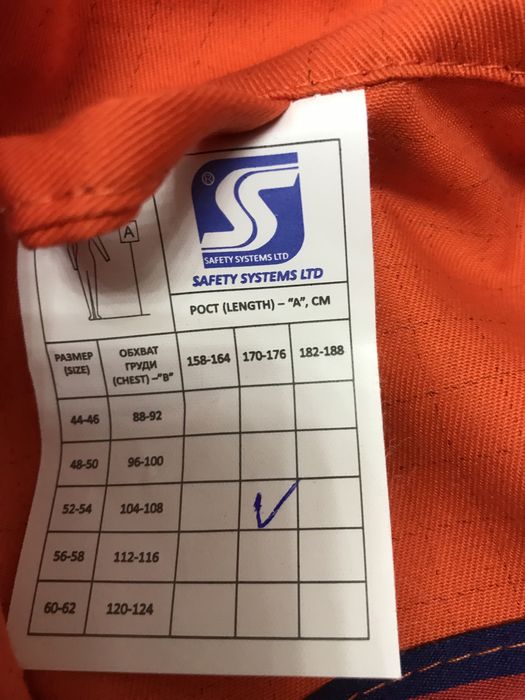 A
®
S
SAFETY SYSTEMS LTD
SAFETY SYSTEMS LTD
РОСТ (LENGTH) – “A”, СМ
РАЗМЕР (SIZE) ОБХВАТ ГРУДИ (CHEST) –“B” 158-164 170-176 182-188
44-46 88-92
48-50 96-100
52-54 104-108 ✓
56-58 112-116
60-62 120-124